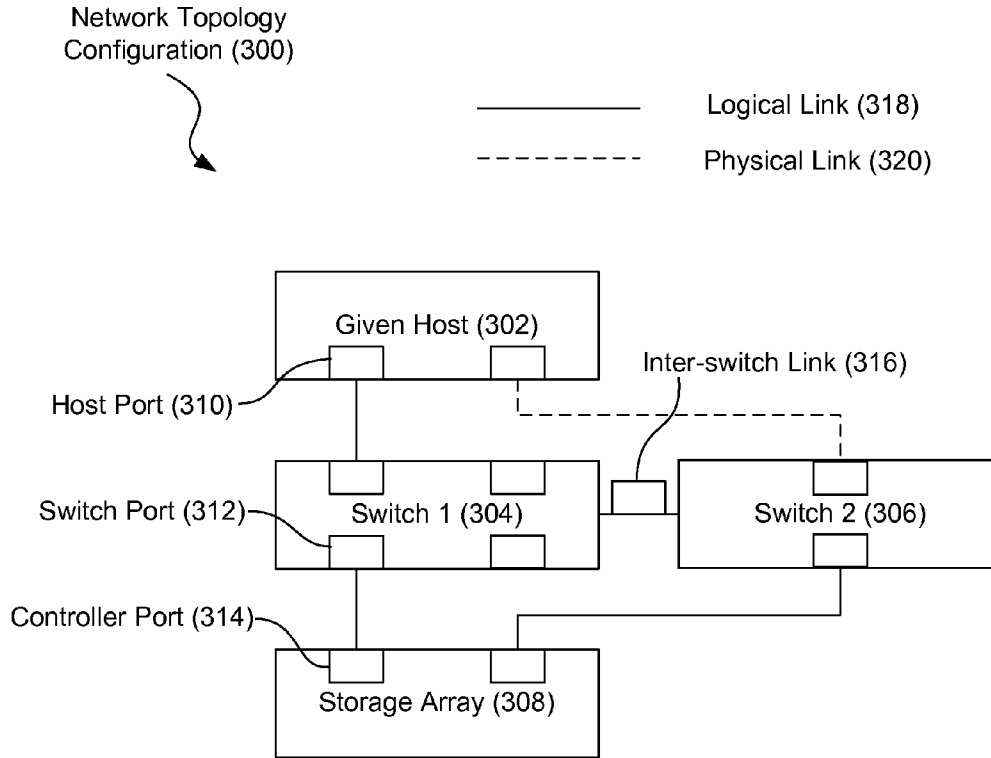 Network Topology
Configuration (300)
Logical Link (318)
Physical Link (320)
Given Host (302)
Inter-switch Link (316)
Host Port (310)
Switch Port (312)
Switch 1 (304)
Switch 2 (306)
Controller Port (314)
Storage Array (308)